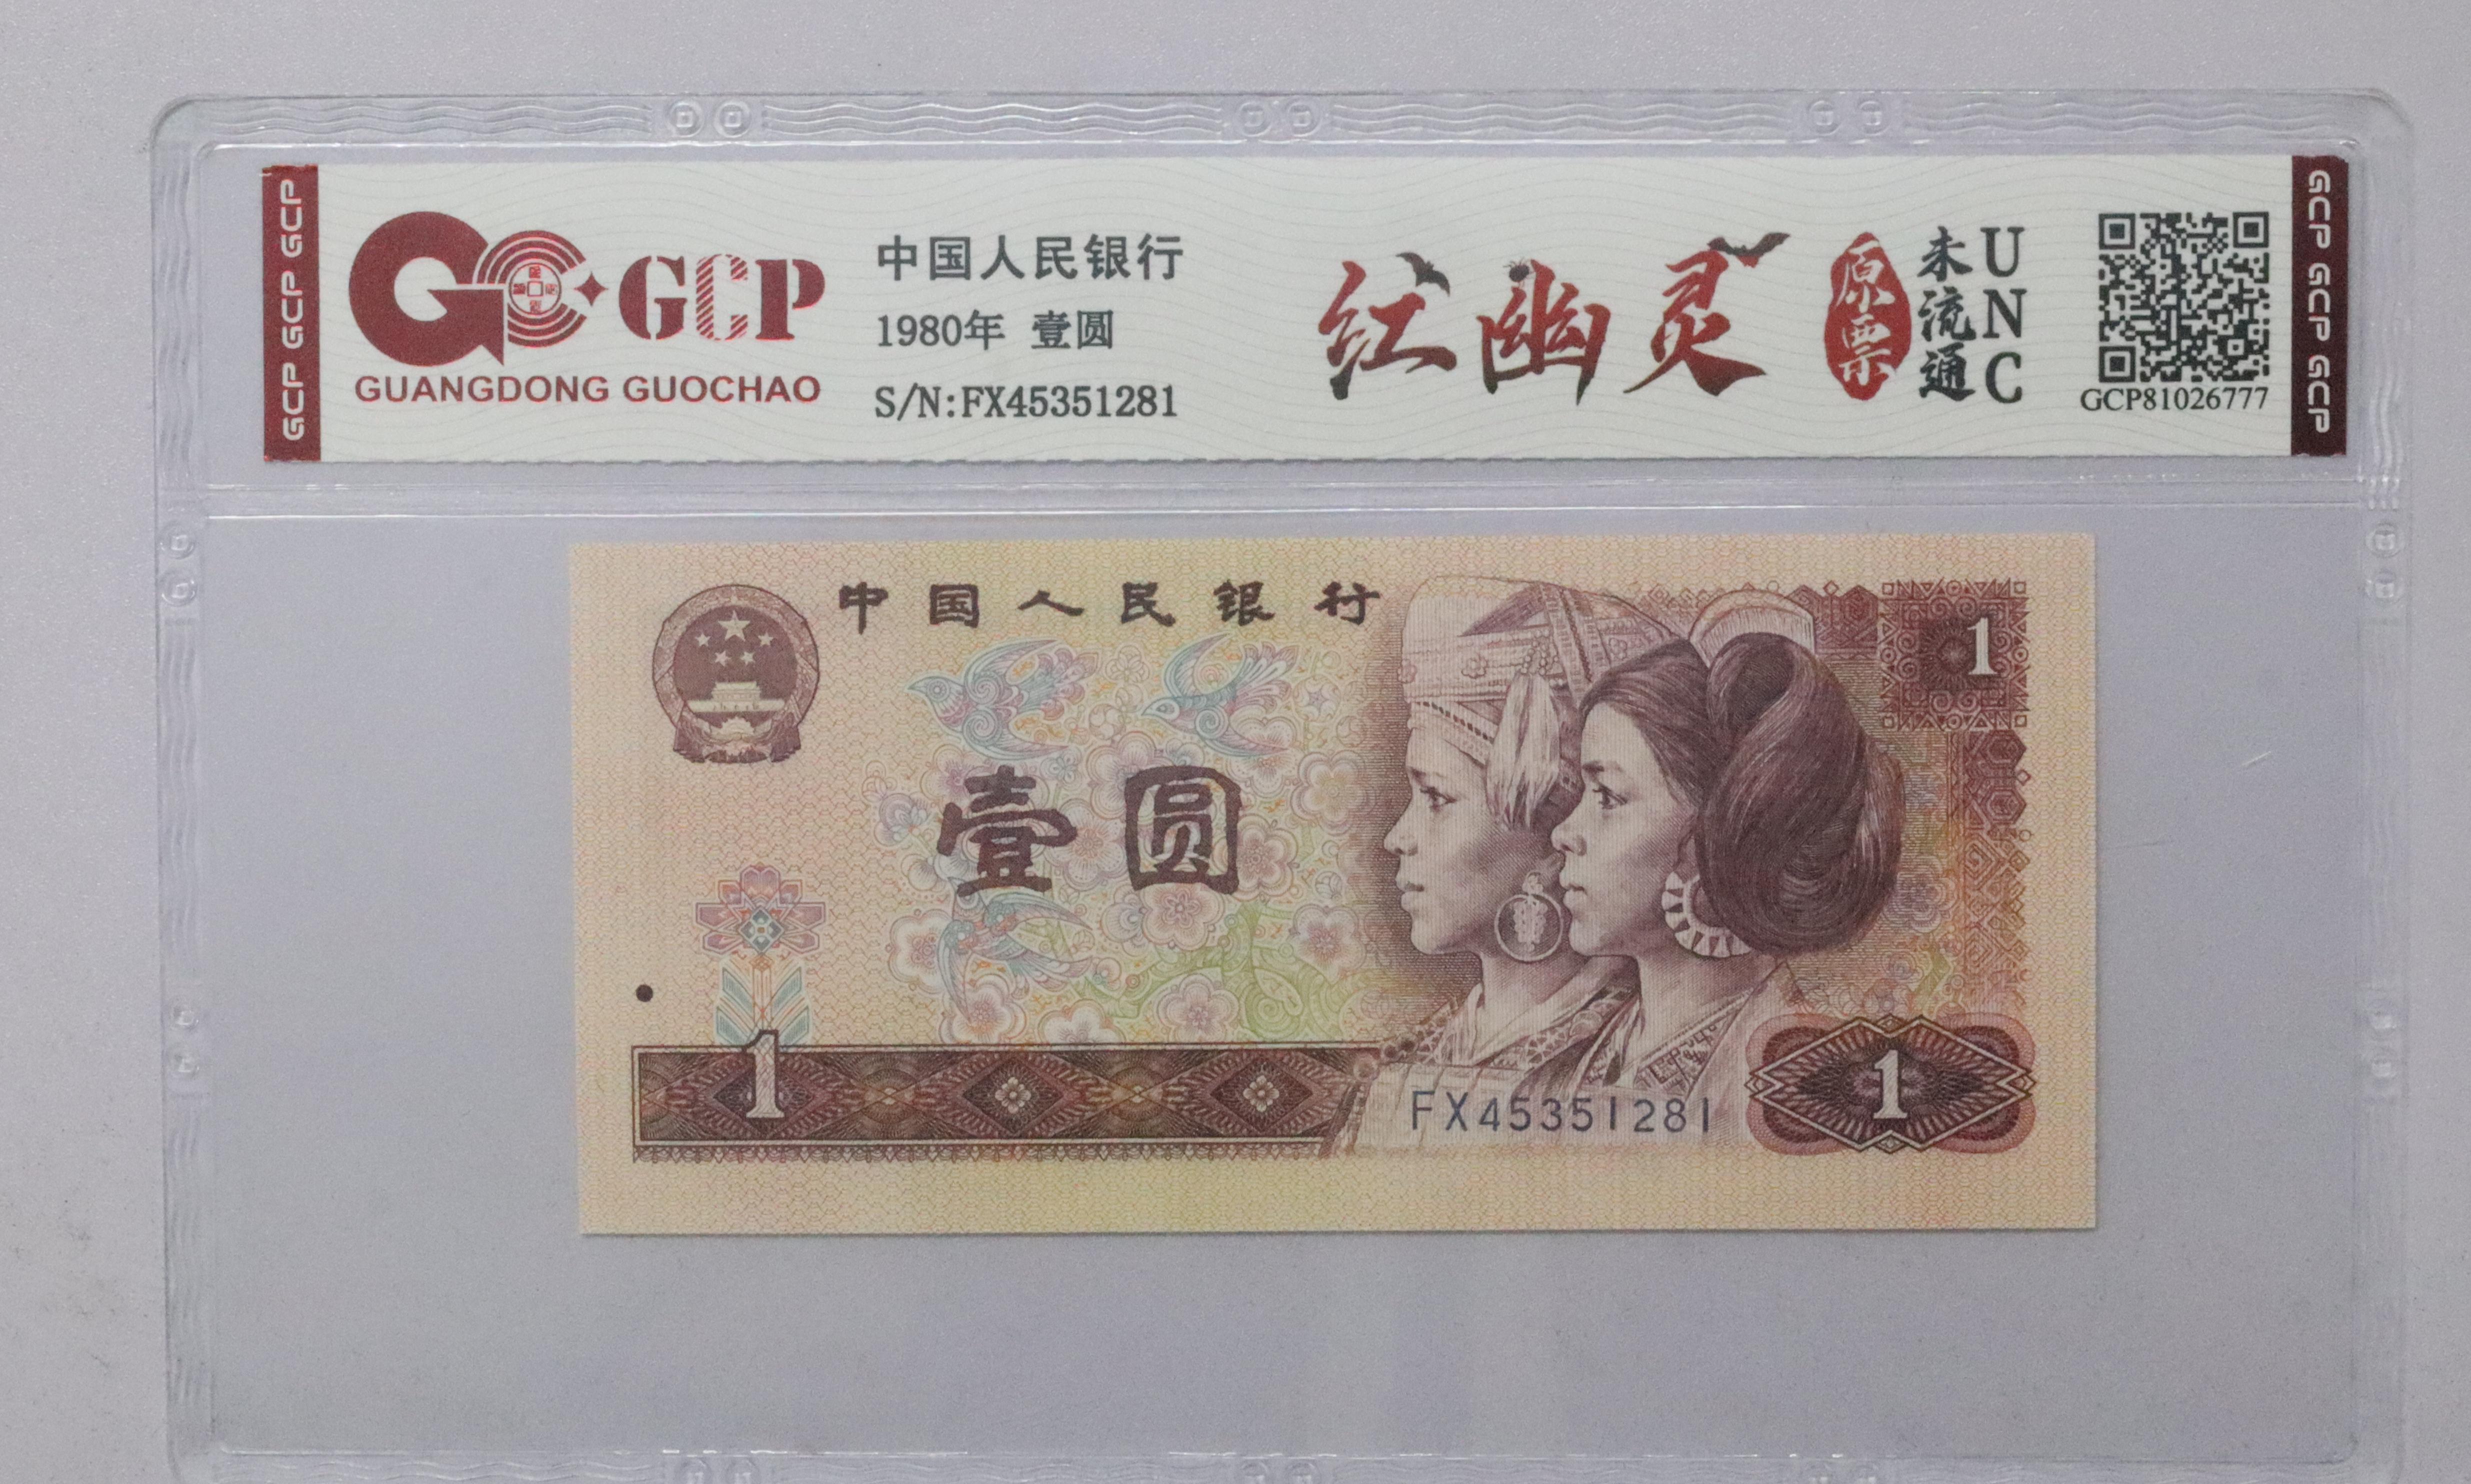 GCP GCP GCP
GCP
GUANGDONG GUOCHAO
中国人民银行
1980年 壹圆
S/N:FX45351281
红幽灵
原票
未流通
UNC
GCP81026777
GCP GCP GCP
中国人民银行
1
壹圆
1
FX45351281
1